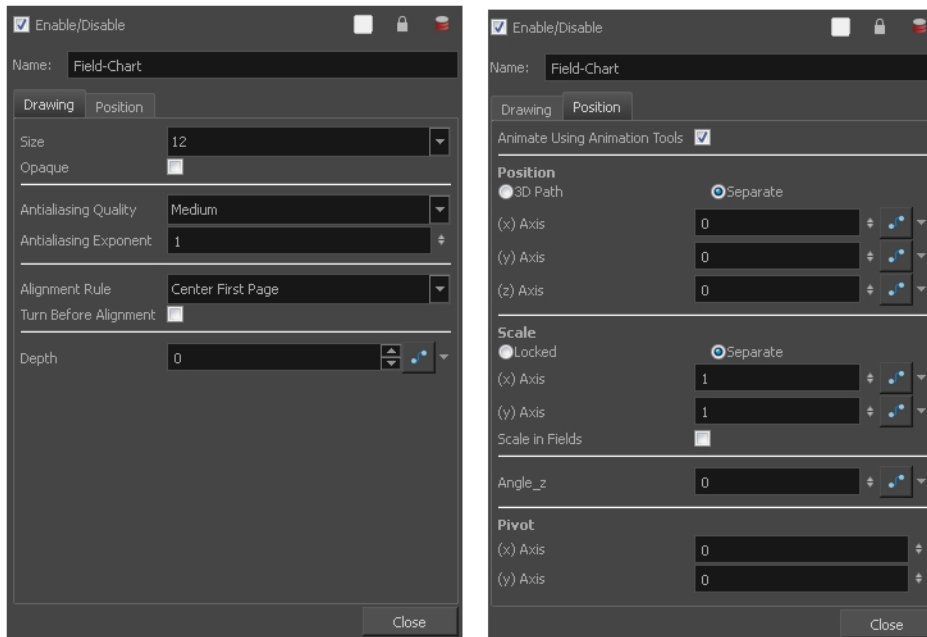 Enable/Disable
Name: Field-Chart
Drawing Position
Size 12
Opaque
Antialiasing Quality Medium
Antialiasing Exponent 1
Alignment Rule Center First Page
Turn Before Alignment
Depth 0
Close
Enable/Disable
Name: Field-Chart
Drawing Position
Animate Using Animation Tools
Position
3D Path Separate
(x) Axis 0
(y) Axis 0
(z) Axis 0
Scale
Locked Separate
(x) Axis 1
(y) Axis 1
Scale in Fields
Angle_z 0
Pivot
(x) Axis 0
(y) Axis 0
Close